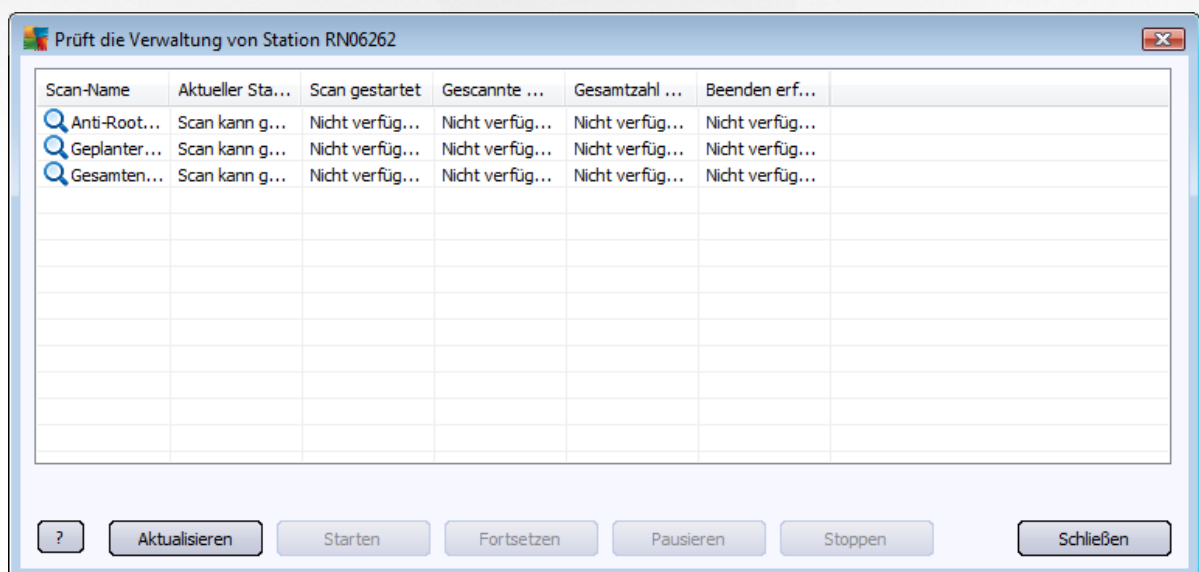 Prüft die Verwaltung von Station RN06262
Scan-Name Aktueller Sta... Scan gestartet Gescannte ... Gesamtzahl ... Beenden erf...
Anti-Root... Scan kann g... Nicht verfüg... Nicht verfüg... Nicht verfüg... Nicht verfüg...
Geplanter... Scan kann g... Nicht verfüg... Nicht verfüg... Nicht verfüg... Nicht verfüg...
Gesamten... Scan kann g... Nicht verfüg... Nicht verfüg... Nicht verfüg... Nicht verfüg...
? Aktualisieren Starten Fortsetzen Pausieren Stoppen Schließen